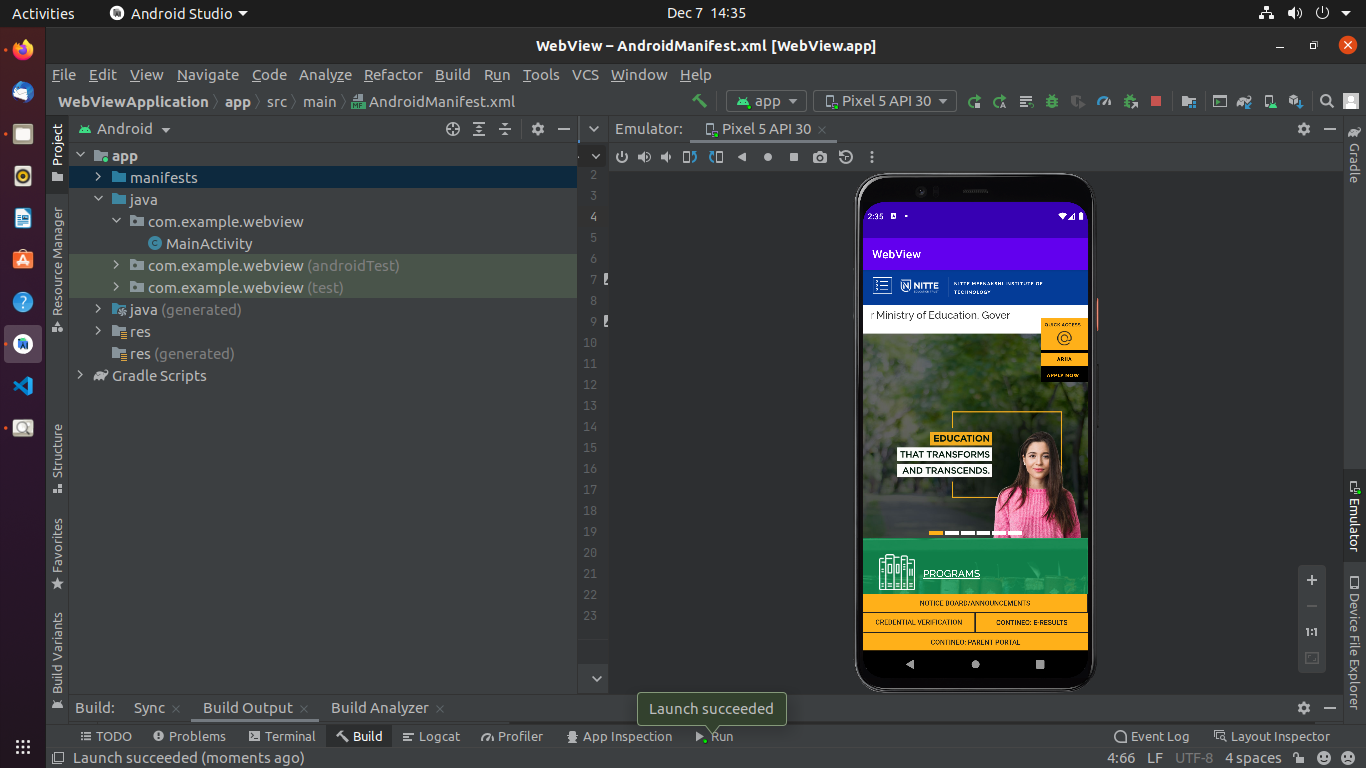 Activities
Android Studio
Dec 7 14:35
WebView – AndroidManifest.xml [WebView.app]
File Edit View Navigate Code Analyze Refactor Build Run Tools VCS Window Help
WebViewApplication app src main AndroidManifest.xml
app
Pixel 5 API 30
Project
Android
Emulator: Pixel 5 API 30
Gradle
app
manifests
java
com.example.webview
MainActivity
com.example.webview (androidTest)
com.example.webview (test)
java (generated)
res
res (generated)
Gradle Scripts
Resource Manager
Structure
Favorites
Build Variants
2
3
4
5
6
7
8
9
10
11
12
13
14
15
16
17
18
19
20
21
22
23
2:35
WebView
NITTE
NITTE MEENAKSHI INSTITUTE OF
TECHNOLOGY
r Ministry of Education, Gover
QUICK ACCESS
@
ARIIA
APPLY NOW
EDUCATION
THAT TRANSFORMS
AND TRANSCENDS.
PROGRAMS
NOTICE BOARD/ANNOUNCEMENTS
CREDENTIAL VERIFICATION
CONTINEO: E-RESULTS
CONTINEO: PARENT PORTAL
1:1
Emulator
Device File Explorer
Build: Sync Build Output Build Analyzer
Launch succeeded
TODO Problems Terminal Build Logcat Profiler App Inspection Run Event Log Layout Inspector
Launch succeeded (moments ago)
4:66 LF UTF-8 4 spaces